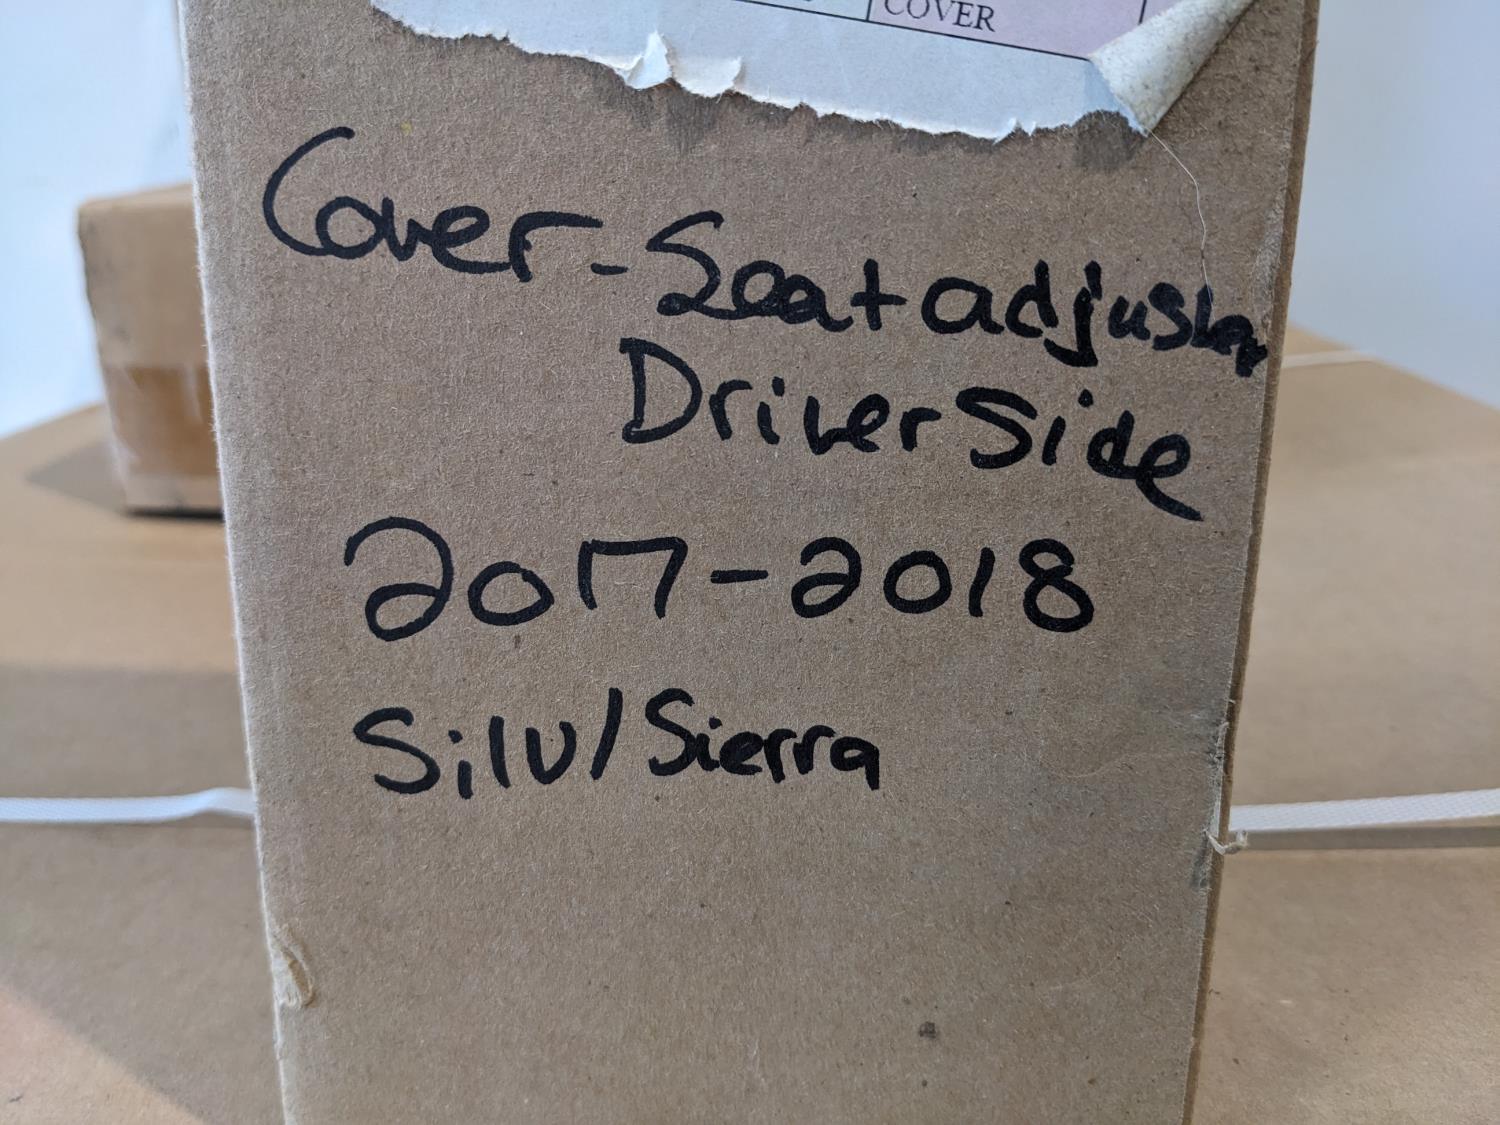 COVER
Cover - Seat adjuster
Driver Side
2017-2018
Silv/Sierra